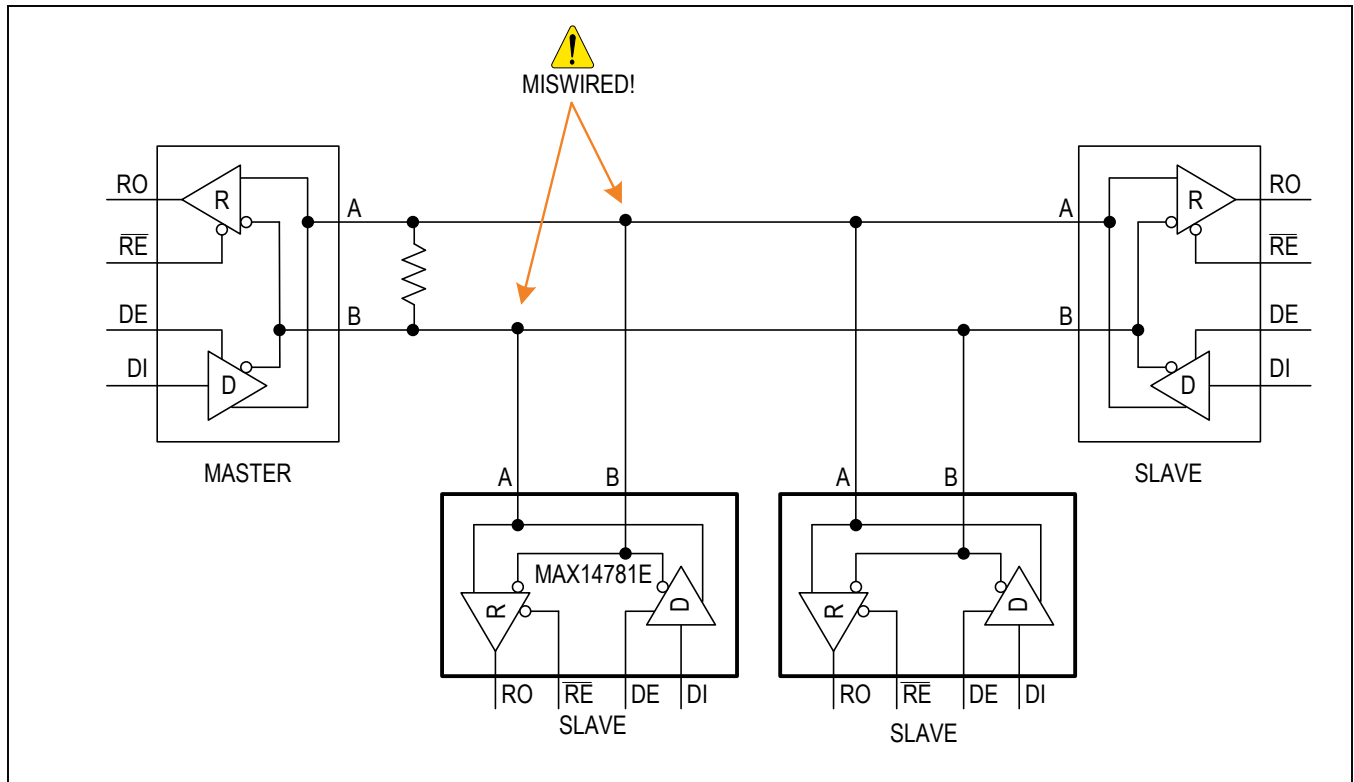 MISWIRED!
RO
R
RE
DE
DI
D
A
B
MASTER
A
B
R
D
RO
RE
DE
DI
SLAVE
A
B
MAX14781E
R
D
RO
RE
DE
DI
SLAVE
A
B
R
D
RO
RE
DE
DI
SLAVE